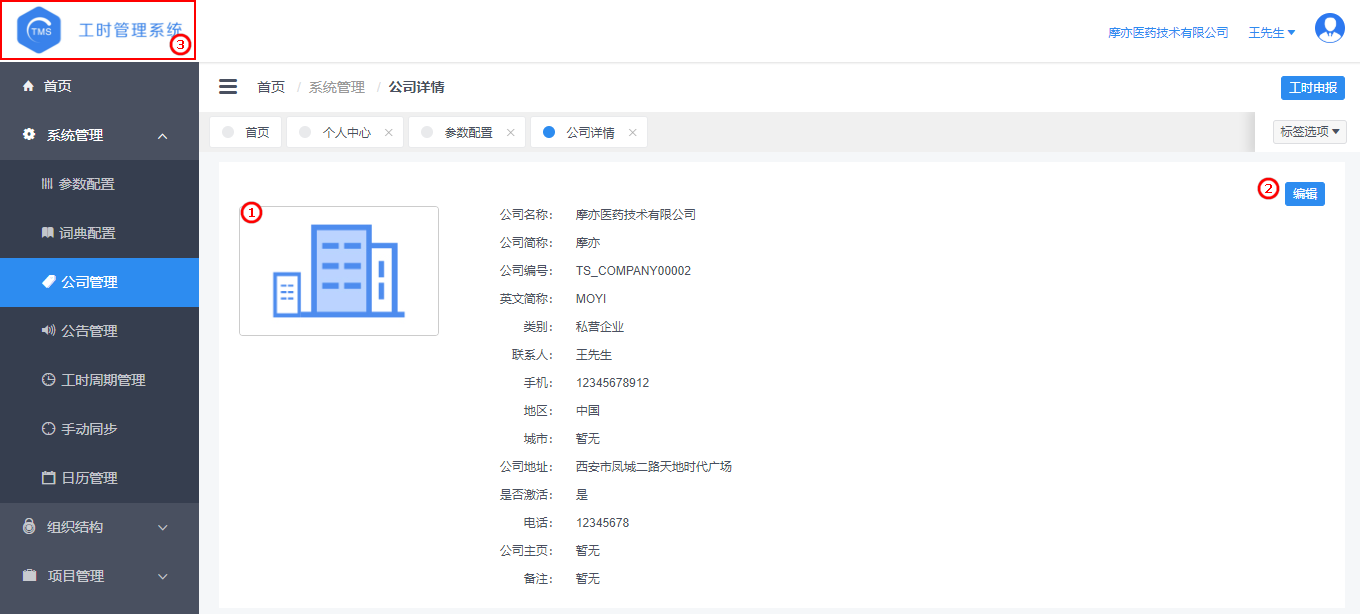 TMS 工时管理系统
③
摩亦医药技术有限公司 王先生
首页
系统管理
参数配置
词典配置
公司管理
公告管理
工时周期管理
手动同步
日历管理
组织结构
项目管理
首页 / 系统管理 / 公司详情
工时申报
首页 个人中心 × 参数配置 × 公司详情 ×
标签选项
①
②
编辑
公司名称: 摩亦医药技术有限公司
公司简称: 摩亦
公司编号: TS_COMPANY00002
英文简称: MOYI
类别: 私营企业
联系人: 王先生
手机: 12345678912
地区: 中国
城市: 暂无
公司地址: 西安市凤城二路天地时代广场
是否激活: 是
电话: 12345678
公司主页: 暂无
备注: 暂无